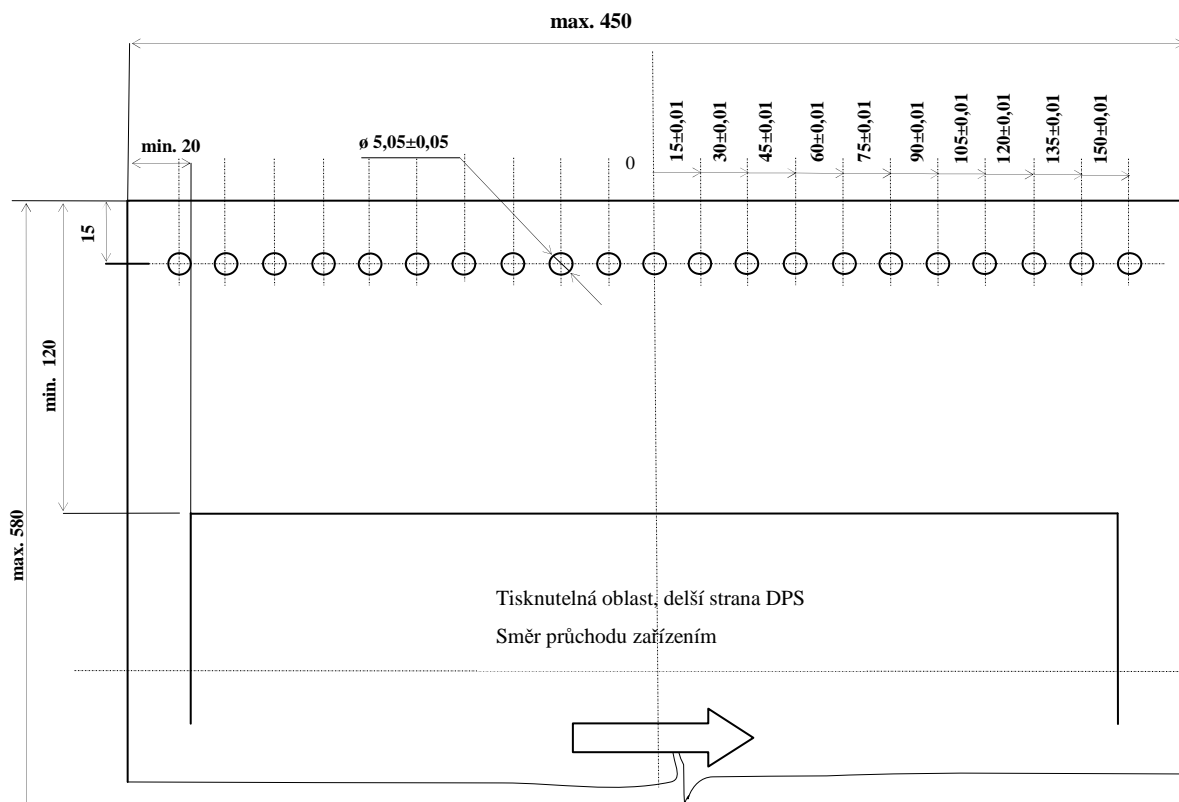 max. 450
min. 20
ø 5,05±0,05
0
15±0,01
30±0,01
45±0,01
60±0,01
75±0,01
90±0,01
105±0,01
120±0,01
135±0,01
150±0,01
15
min. 120
max. 580
Tisknutelná oblast, delší strana DPS
Směr průchodu zařízením